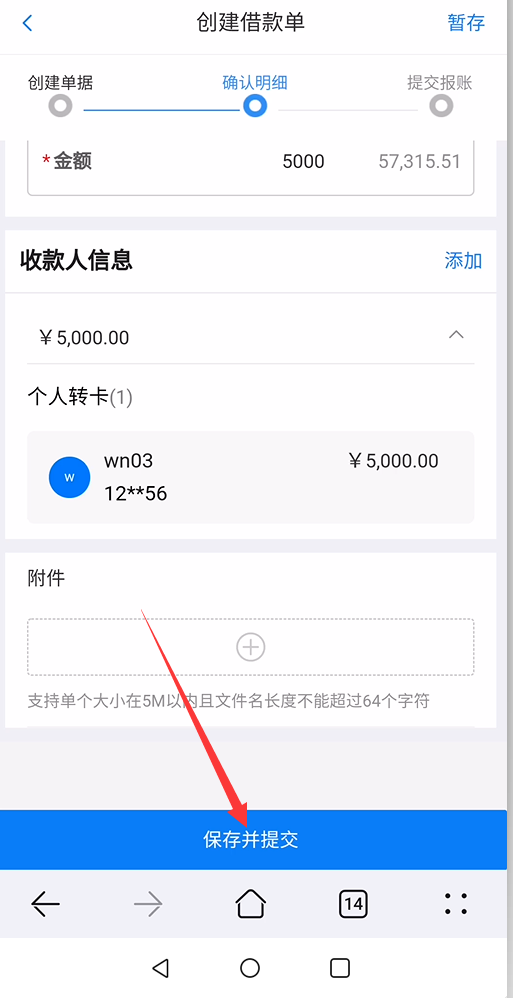 创建借款单 暂存
创建单据 确认明细 提交报账
*金额 5000 57,315.51
收款人信息 添加
￥5,000.00
个人转卡(1)
W wn03 ￥5,000.00
12**56
附件
支持单个大小在5M以内且文件名长度不能超过64个字符
保存并提交
14